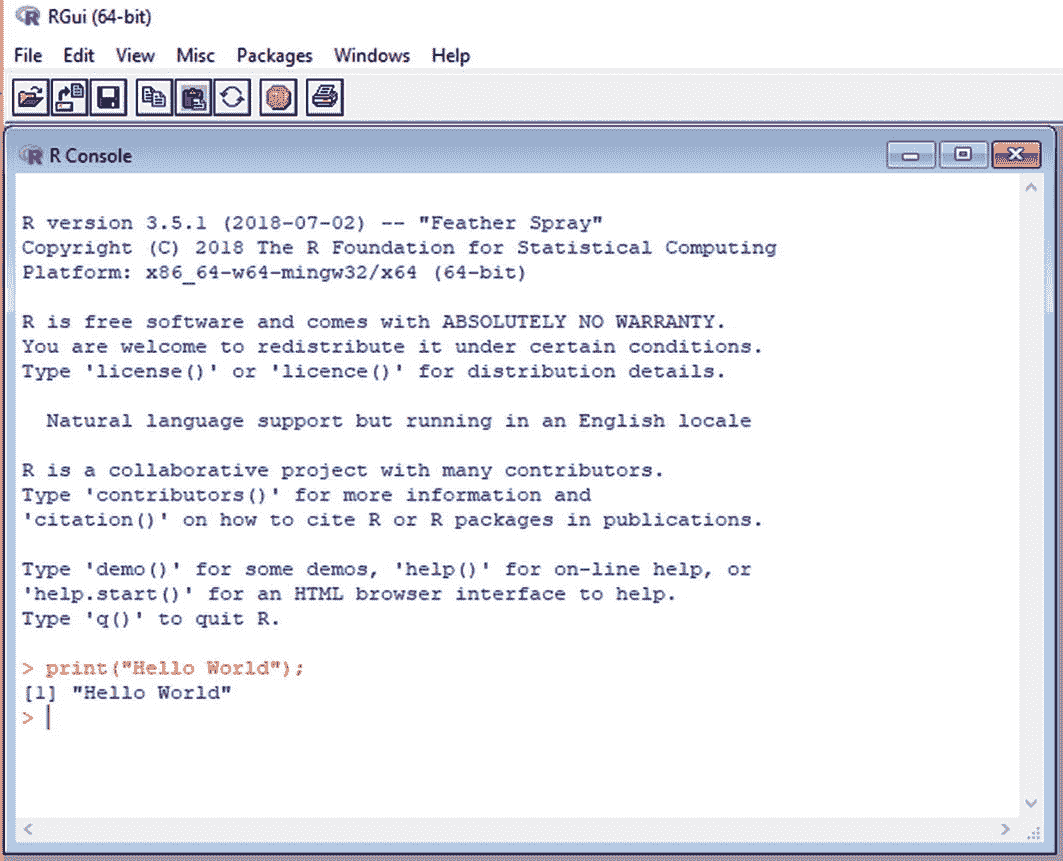 RGui (64-bit)
File Edit View Misc Packages Windows Help
R Console
R version 3.5.1 (2018-07-02) -- "Feather Spray"
Copyright (C) 2018 The R Foundation for Statistical Computing
Platform: x86_64-w64-mingw32/x64 (64-bit)
R is free software and comes with ABSOLUTELY NO WARRANTY.
You are welcome to redistribute it under certain conditions.
Type 'license()' or 'licence()' for distribution details.
Natural language support but running in an English locale
R is a collaborative project with many contributors.
Type 'contributors()' for more information and
'citation()' on how to cite R or R packages in publications.
Type 'demo()' for some demos, 'help()' for on-line help, or
'help.start()' for an HTML browser interface to help.
Type 'q()' to quit R.
> print("Hello World");
[1] "Hello World"
>